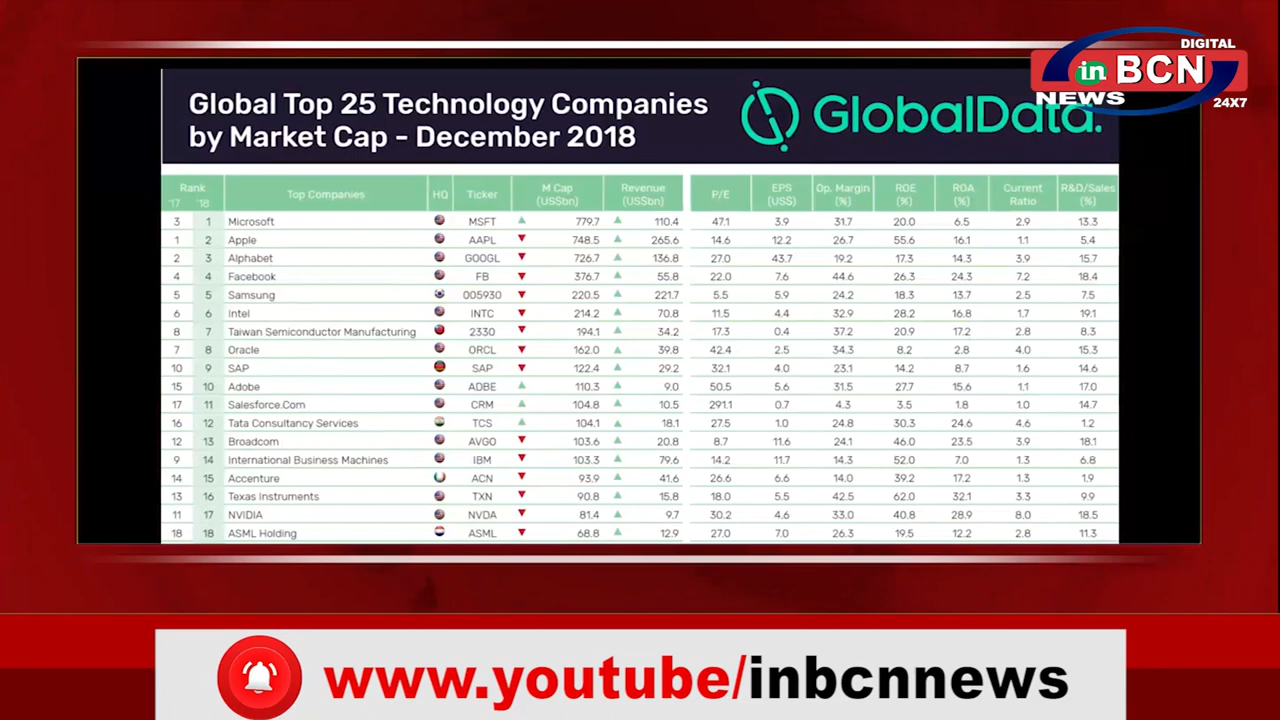 DIGITAL
in BCN
NEWS
24X7
Global Top 25 Technology Companies
by Market Cap - December 2018
GlobalData.
Rank Top Companies HQ Ticker M Cap Revenue P/E EPS Op. Margin ROE ROA Current R&D/Sales
'17 '18 (US$bn) (US$bn) (US$) (%) (%) (%) Ratio (%)
3 1 Microsoft MSFT ▲ 779.7 ▲ 110.4 47.1 3.9 31.7 20.0 6.5 2.9 13.3
1 2 Apple AAPL ▼ 748.5 ▲ 265.6 14.6 12.2 26.7 55.6 16.1 1.1 5.4
2 3 Alphabet GOOGL ▼ 726.7 ▲ 136.8 27.0 43.7 19.2 17.3 14.3 3.9 15.7
4 4 Facebook FB ▼ 376.7 ▲ 55.8 22.0 7.6 44.6 26.3 24.3 7.2 18.4
5 5 Samsung 005930 ▼ 220.5 ▲ 221.7 5.5 5.9 24.2 18.3 13.7 2.5 7.5
6 6 Intel INTC ▼ 214.2 ▲ 70.8 11.5 4.4 32.9 28.2 16.8 1.7 19.1
8 7 Taiwan Semiconductor Manufacturing 2330 ▼ 194.1 ▲ 34.2 17.3 0.4 37.2 20.9 17.2 2.8 8.3
7 8 Oracle ORCL ▼ 162.0 ▲ 39.8 42.4 2.5 34.3 8.2 2.8 4.0 15.3
10 9 SAP SAP ▼ 122.4 ▲ 29.2 32.1 4.0 23.1 14.2 8.7 1.6 14.6
15 10 Adobe ADBE ▲ 110.3 ▲ 9.0 50.5 5.6 31.5 27.7 15.6 1.1 17.0
17 11 Salesforce.Com CRM ▲ 104.8 ▲ 10.5 291.1 0.7 4.3 3.5 1.8 1.0 14.7
16 12 Tata Consultancy Services TCS ▲ 104.1 ▲ 18.1 27.5 1.0 24.8 30.3 24.6 4.6 1.2
12 13 Broadcom AVGO ▼ 103.6 ▲ 20.8 8.7 11.6 24.1 46.0 23.5 3.9 18.1
9 14 International Business Machines IBM ▼ 103.3 ▲ 79.6 14.2 11.7 14.3 52.0 7.0 1.3 6.8
14 15 Accenture ACN ▼ 93.9 ▲ 41.6 26.6 6.6 14.0 39.2 17.2 1.3 1.9
13 16 Texas Instruments TXN ▼ 90.8 ▲ 15.8 18.0 5.5 42.5 62.0 32.1 3.3 9.9
11 17 NVIDIA NVDA ▼ 81.4 ▲ 9.7 30.2 4.6 33.0 40.8 28.9 8.0 18.5
18 18 ASML Holding ASML ▼ 68.8 ▲ 12.9 27.0 7.0 26.3 19.5 12.2 2.8 11.3
www.youtube/inbcnnews